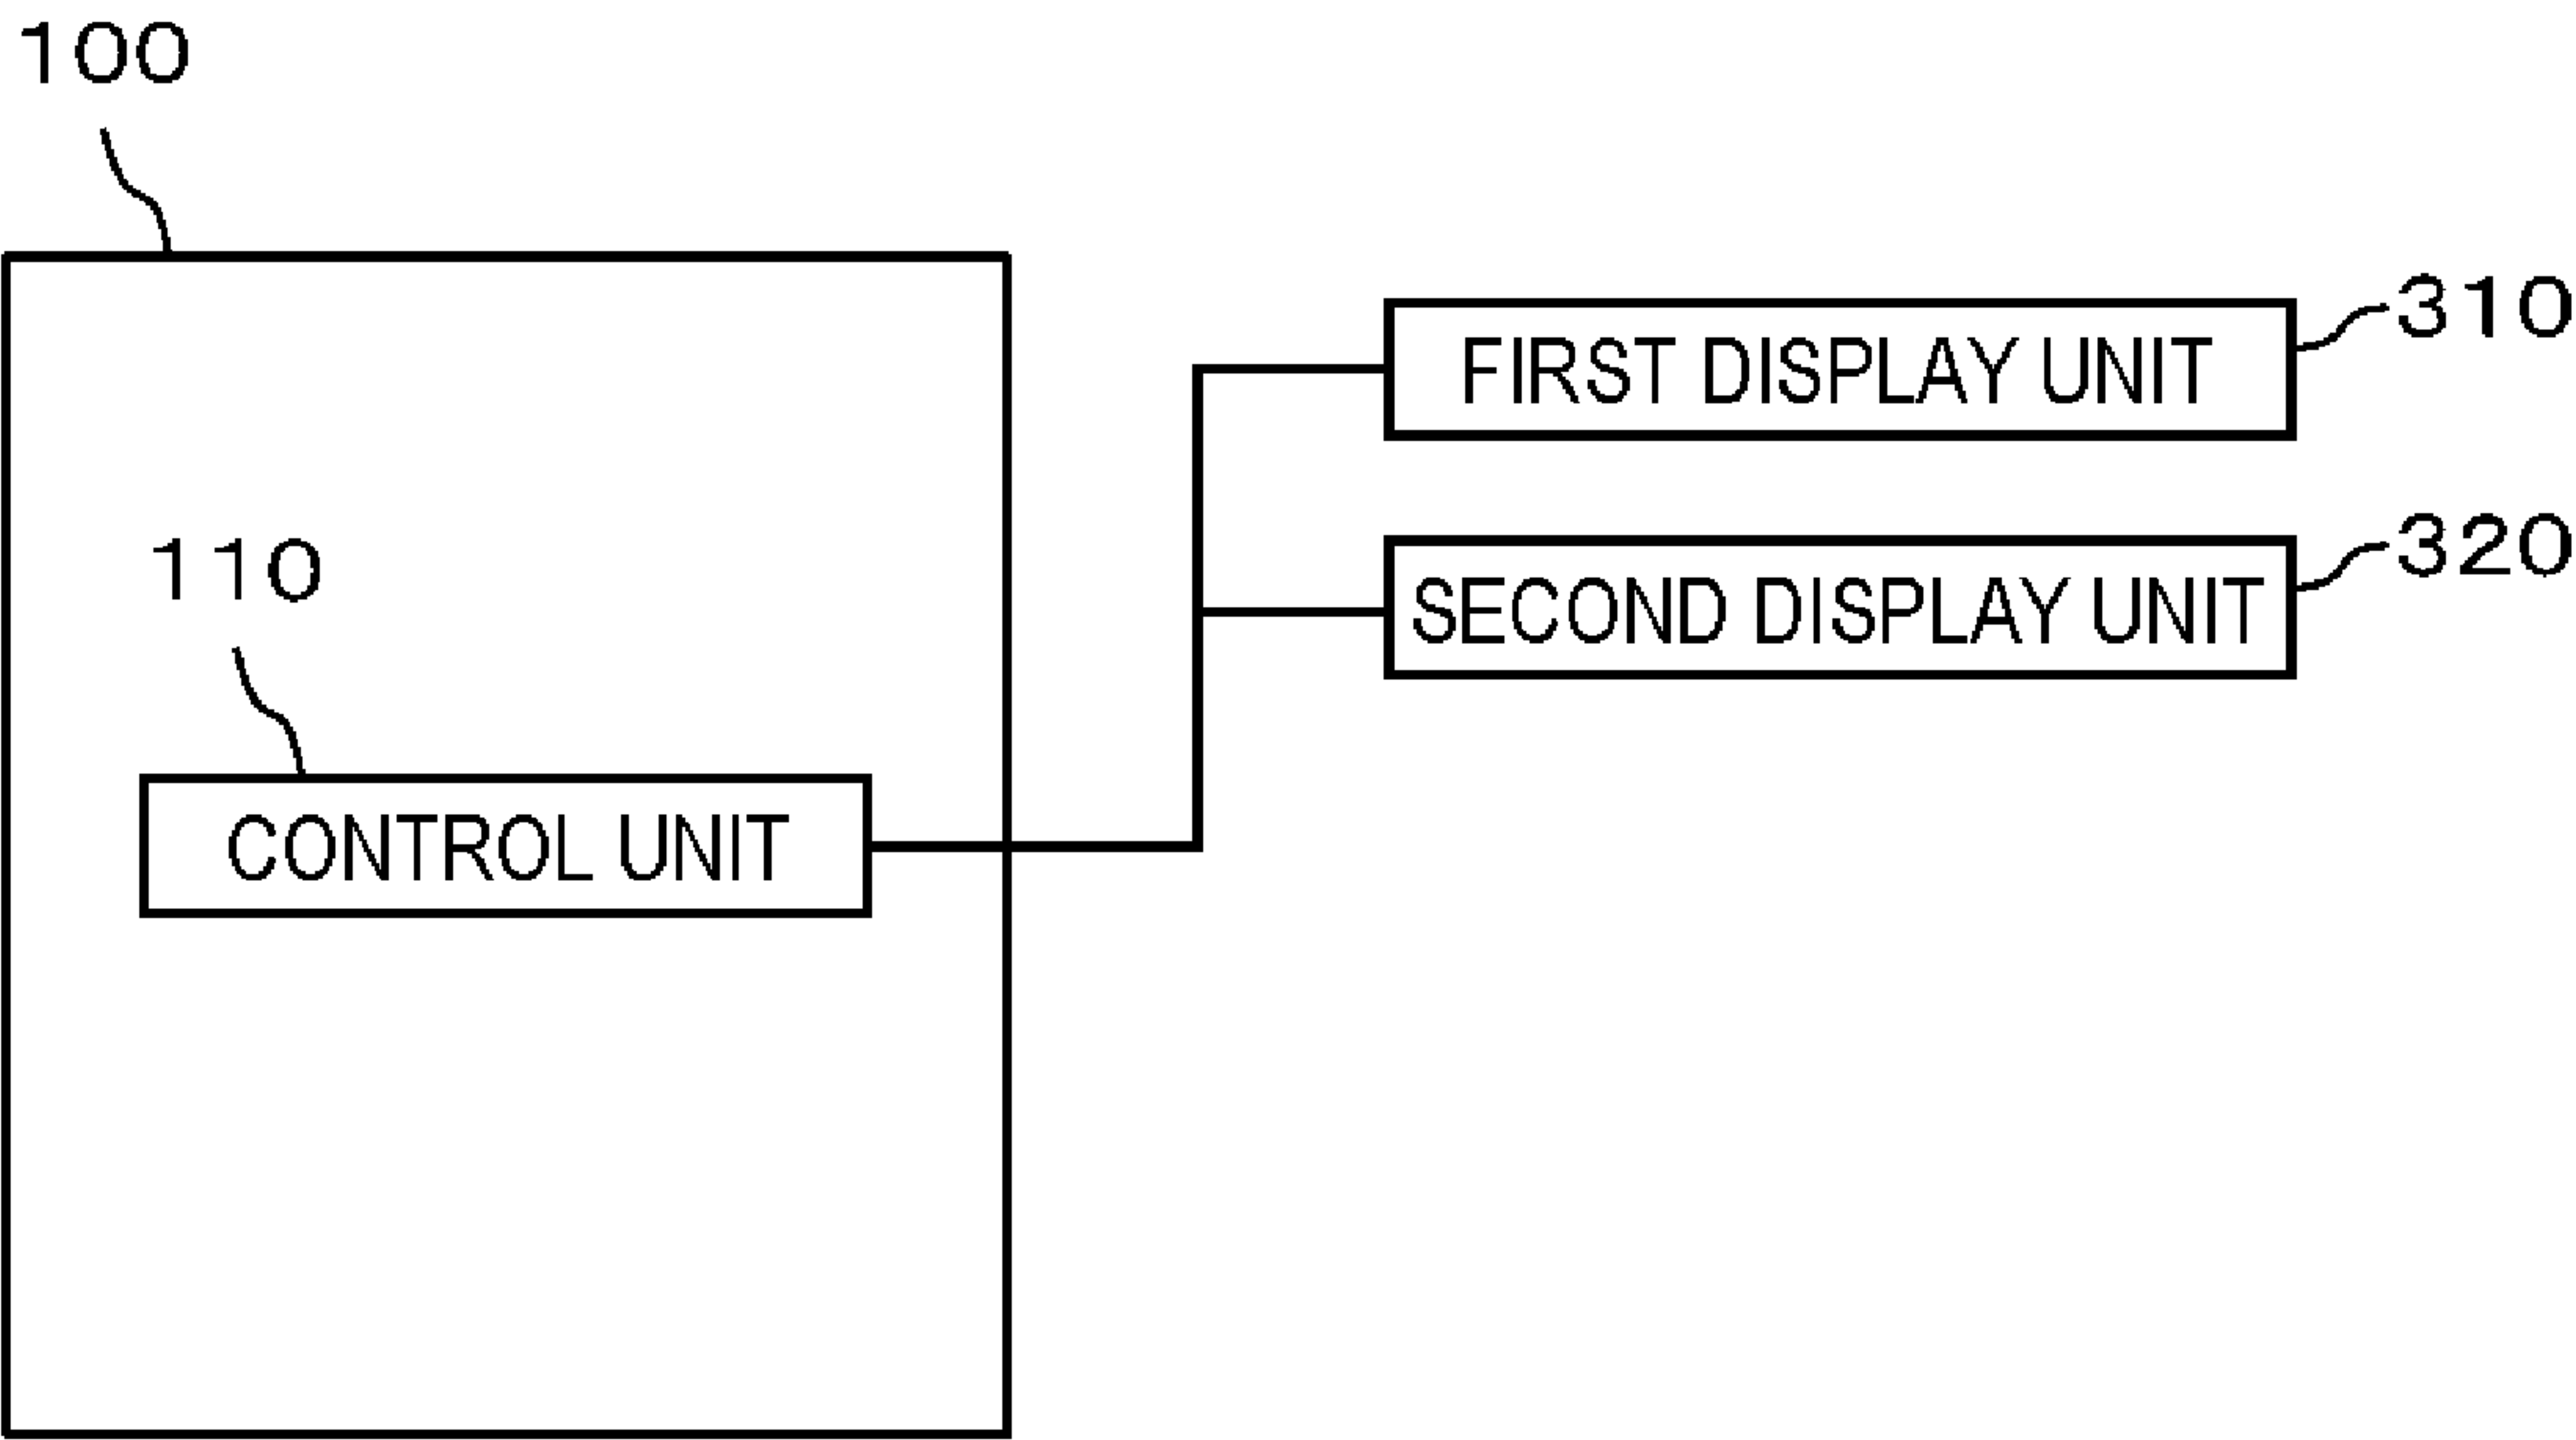 100
310
FIRST DISPLAY UNIT
320
SECOND DISPLAY UNIT
110
CONTROL UNIT